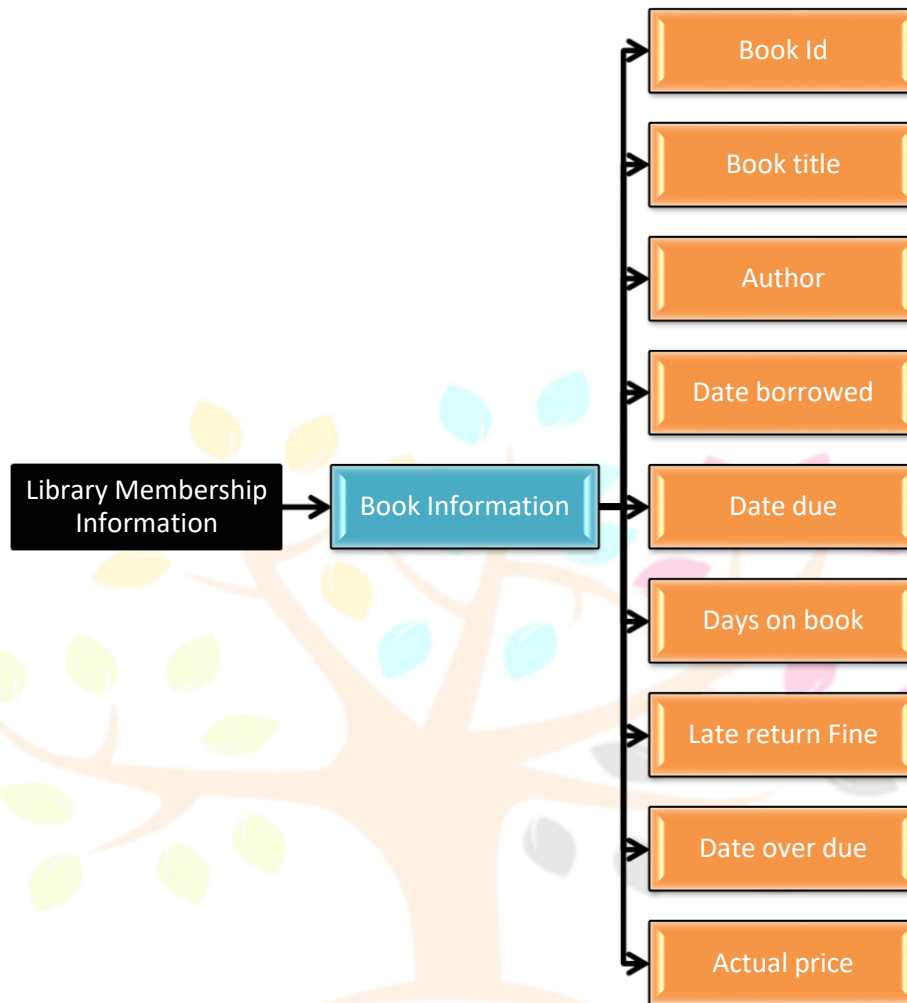 Library Membership
Information
Book Information
Book Id
Book title
Author
Date borrowed
Date due
Days on book
Late return Fine
Date over due
Actual price